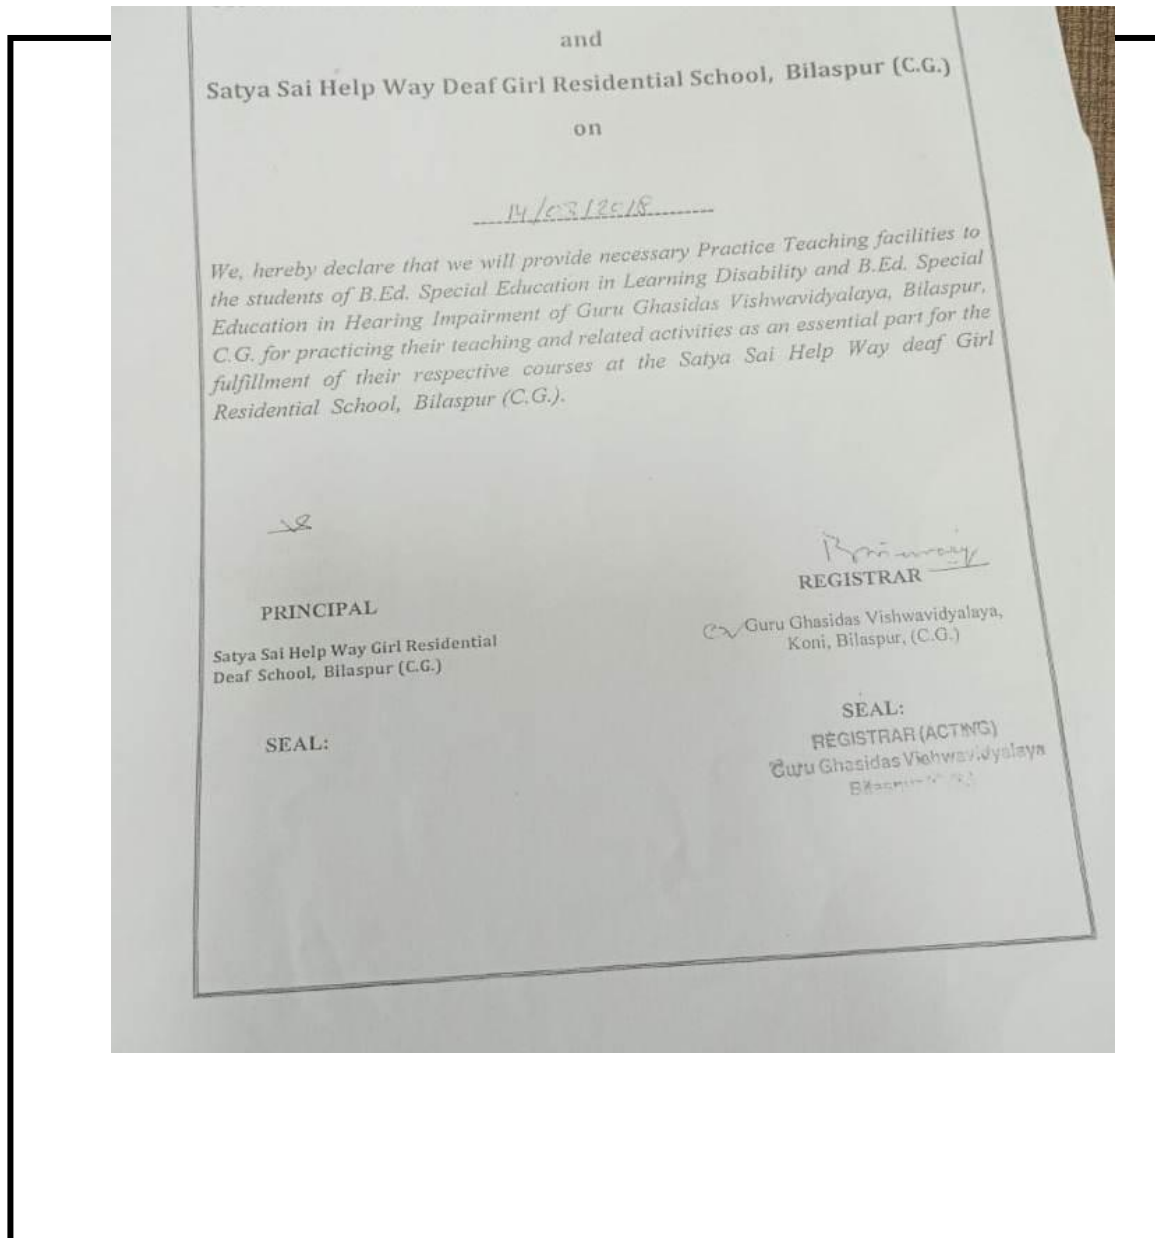 and
Satya Sai Help Way Deaf Girl Residential School, Bilaspur (C.G.)
on
14/03/2018
We, hereby declare that we will provide necessary Practice Teaching facilities to
the students of B.Ed. Special Education in Learning Disability and B.Ed. Special
Education in Hearing Impairment of Guru Ghasidas Vishwavidyalaya, Bilaspur,
C.G. for practicing their teaching and related activities as an essential part for the
fulfillment of their respective courses at the Satya Sai Help Way deaf Girl
Residential School, Bilaspur (C.G.).
PRINCIPAL
Satya Sai Help Way Girl Residential
Deaf School, Bilaspur (C.G.)
SEAL:
REGISTRAR
Guru Ghasidas Vishwavidyalaya,
Koni, Bilaspur, (C.G.)
SEAL:
REGISTRAR (ACTING)
Guru Ghasidas Vishwavidyalaya